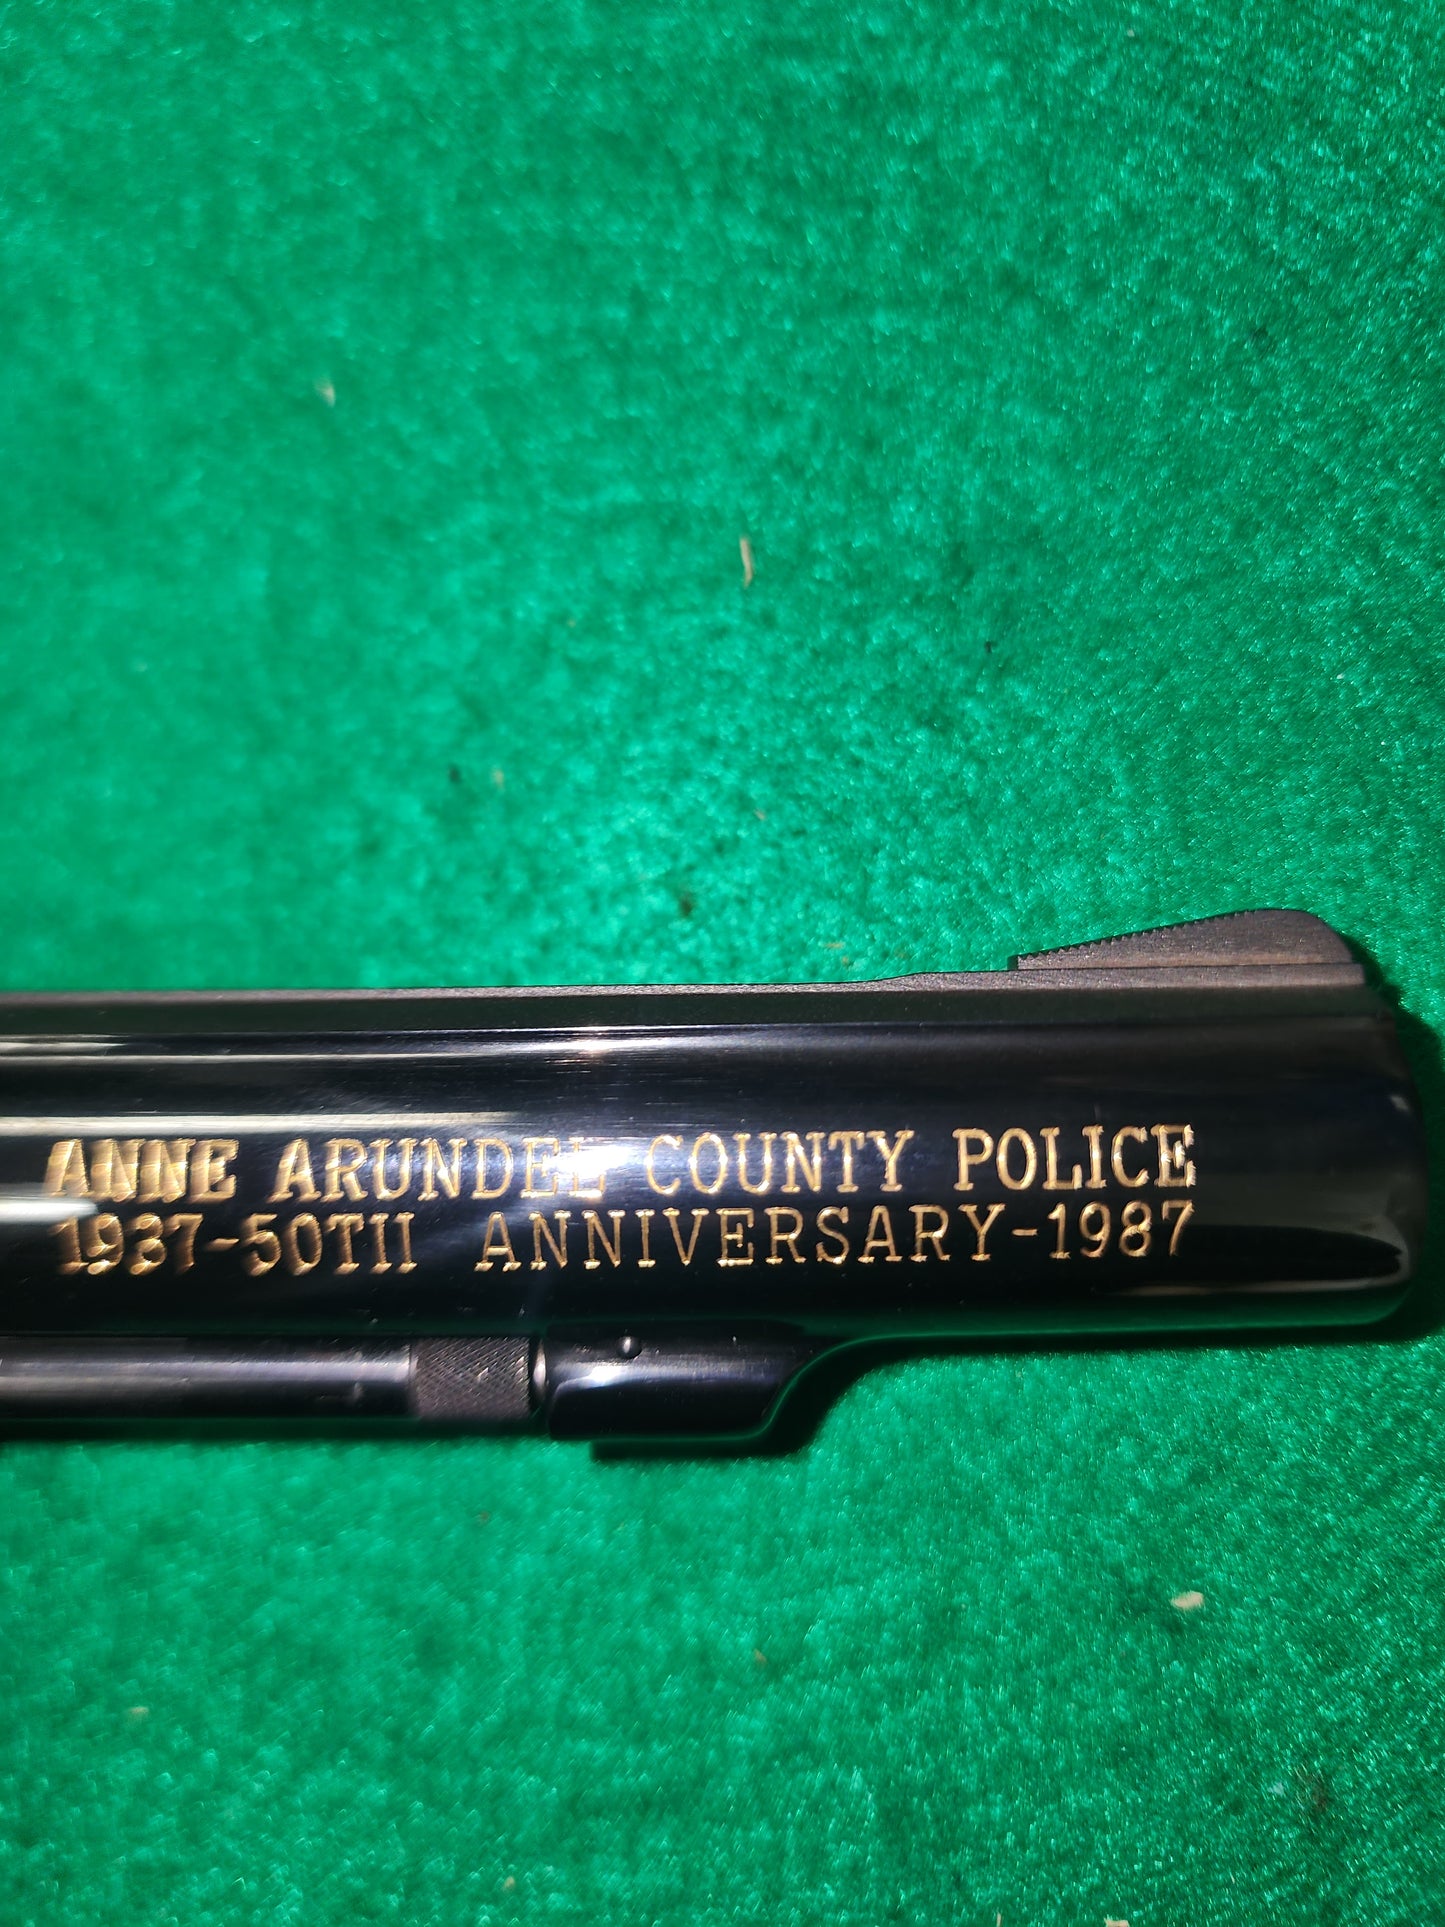 ANNE ARUNDEL COUNTY POLICE
1937-50TH ANNIVERSARY-1987